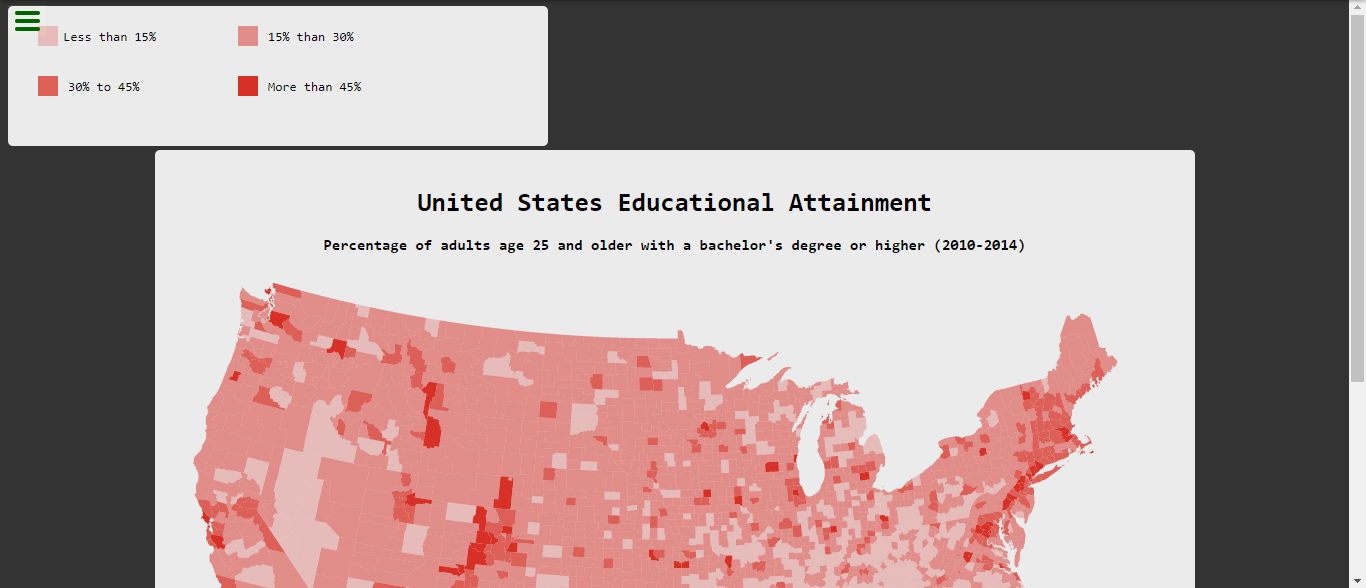 Less than 15%
15% than 30%
30% to 45%
More than 45%
United States Educational Attainment
Percentage of adults age 25 and older with a bachelor's degree or higher (2010-2014)